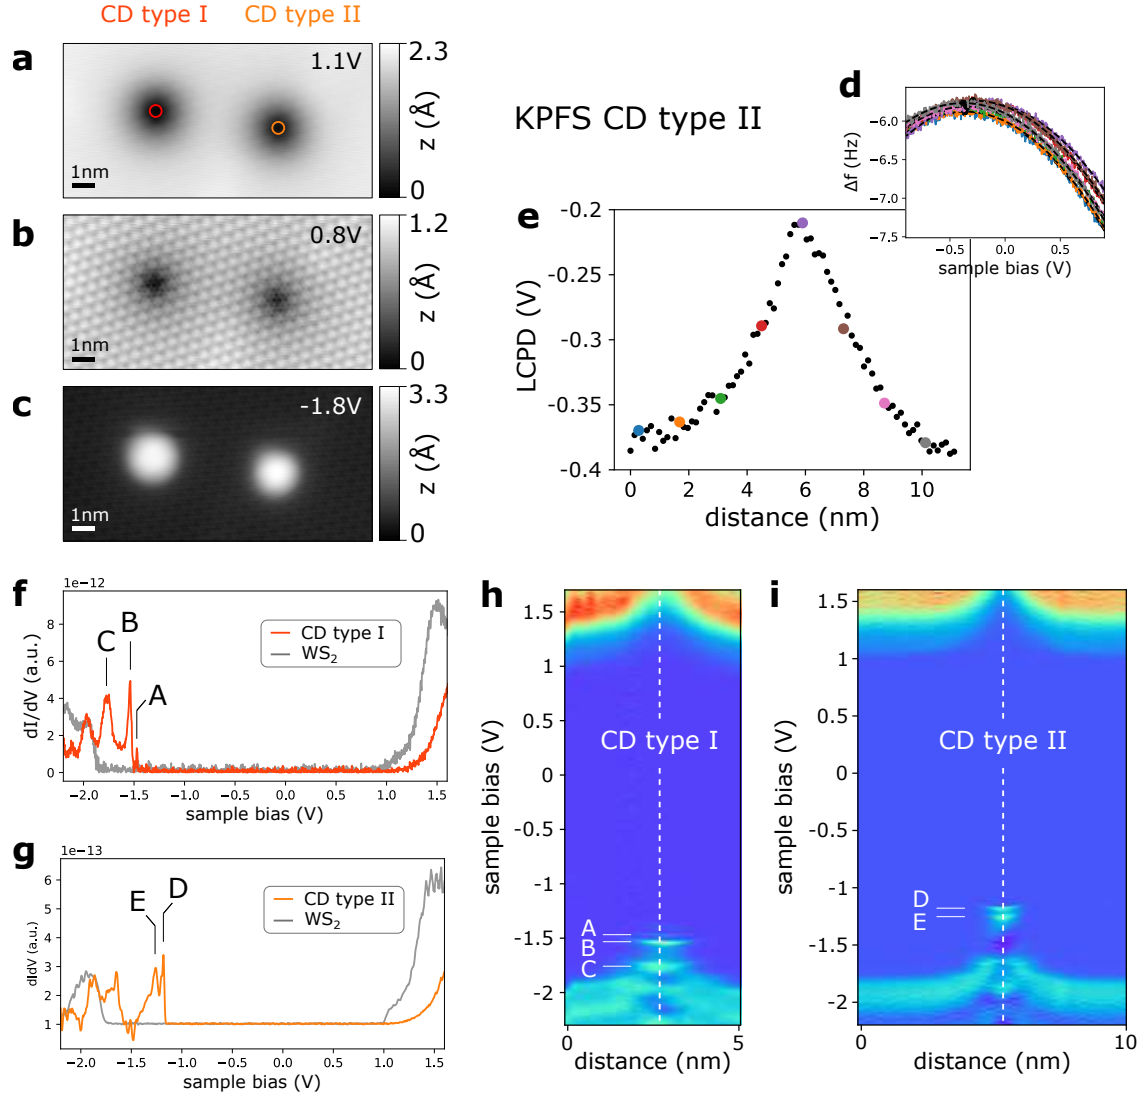 CD type I
CD type II
a
1.1V
1nm
2.3
z (Å)
0
b
0.8V
1nm
1.2
z (Å)
0
c
-1.8V
1nm
3.3
z (Å)
0
KPFS CD type II
d
Δf (Hz)
−6.0
−6.5
−7.0
−7.5
−0.5 0.0 0.5
sample bias (V)
e
LCPD (V)
-0.2
-0.25
-0.3
-0.35
-0.4
0 2 4 6 8 10
distance (nm)
f
1e−12
dI/dV (a.u.)
8
6
4
2
0
C
B
A
CD type I
WS2
−2.0 −1.5 −1.0 −0.5 0.0 0.5 1.0 1.5
sample bias (V)
g
1e−13
dIdV (a.u.)
7
6
5
4
3
2
1
E
D
CD type II
WS2
−2.0 −1.5 −1.0 −0.5 0.0 0.5 1.0 1.5
sample bias (V)
h
sample bias (V)
1.5
1
0.5
0
-0.5
-1
-1.5
-2
CD type I
A
B
C
0 5
distance (nm)
i
sample bias (V)
1.5
1
0.5
0
-0.5
-1
-1.5
-2
CD type II
D
E
0 10
distance (nm)